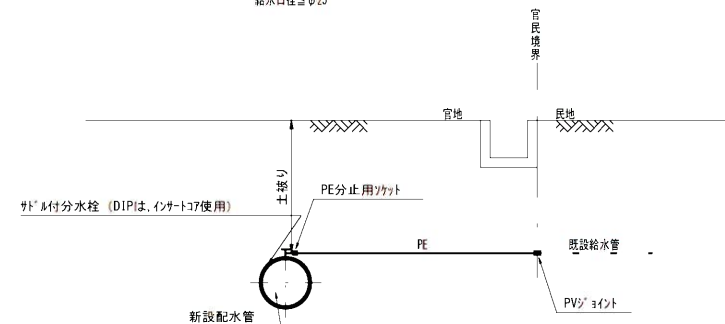 官民境界
官地
民地
土被り
PE分止用ソケット
サドル付分水栓 (DIPは,インサートコア使用)
PE
既設給水管
PVジョイント
新設配水管